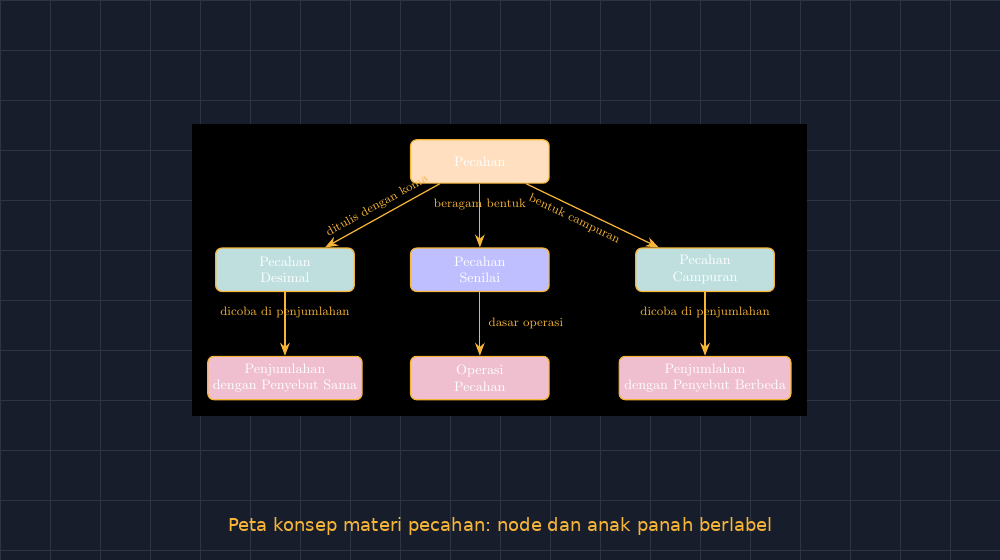 Pecahan
ditulis dengan koma
beragam bentuk
bentuk campuran
Pecahan
Desimal
Pecahan
Senilai
Pecahan
Campuran
dicoba di penjumlahan
dasar operasi
dicoba di penjumlahan
Penjumlahan
dengan Penyebut Sama
Operasi
Pecahan
Penjumlahan
dengan Penyebut Berbeda
Peta konsep materi pecahan: node dan anak panah berlabel